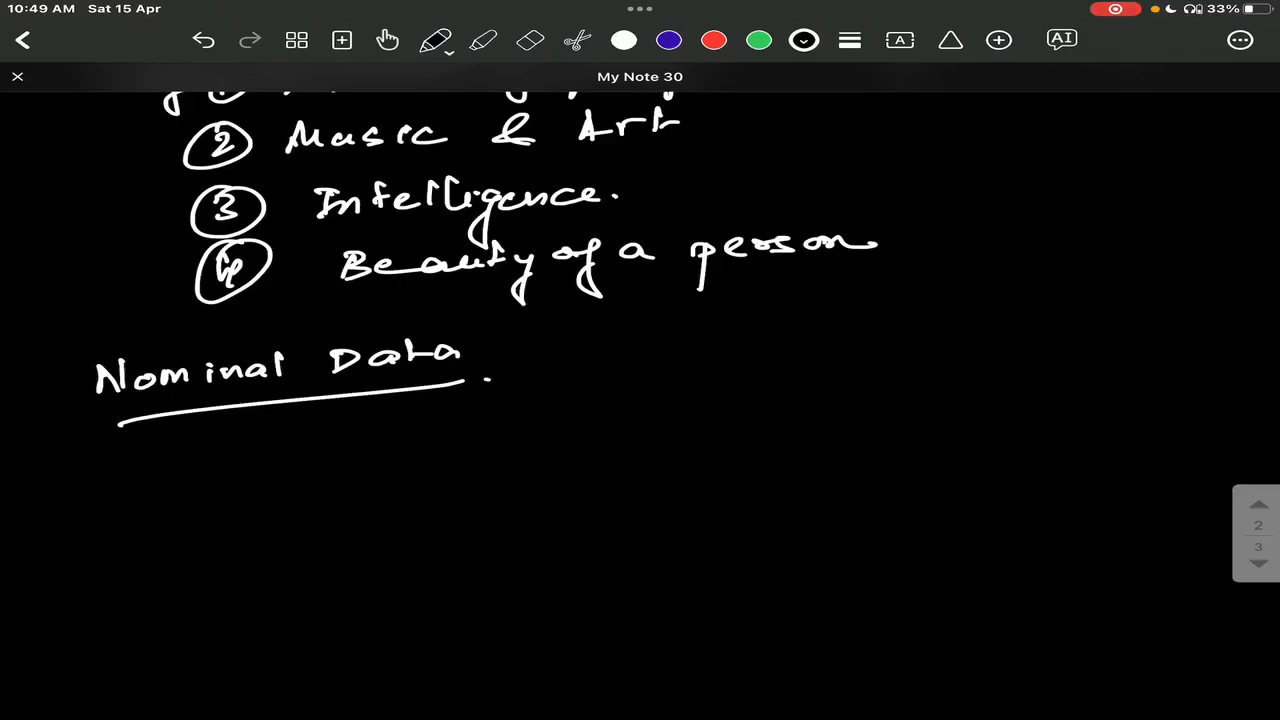 10:49 AM Sat 15 Apr
33%
A
AI
My Note 30
② Music & Art
③ Intelligence.
④ Beauty of a person
Nominal Data.
2
3